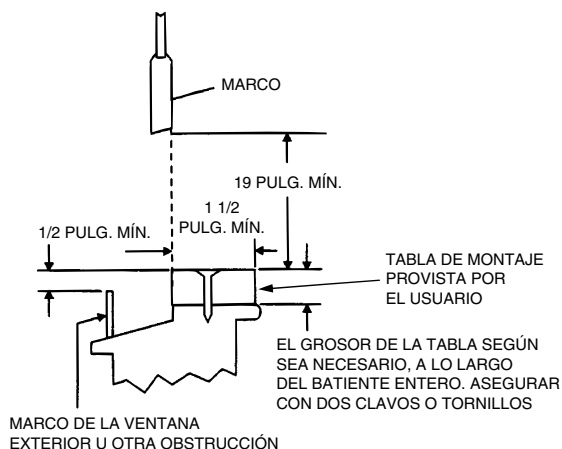 MARCO
19 PULG. MÍN.
1 1/2
PULG. MÍN.
1/2 PULG. MÍN.
TABLA DE MONTAJE
PROVISTA POR
EL USUARIO
EL GROSOR DE LA TABLA SEGÚN
SEA NECESARIO, A LO LARGO
DEL BATIENTE ENTERO. ASEGURAR
CON DOS CLAVOS O TORNILLOS
MARCO DE LA VENTANA
EXTERIOR U OTRA OBSTRUCCIÓN